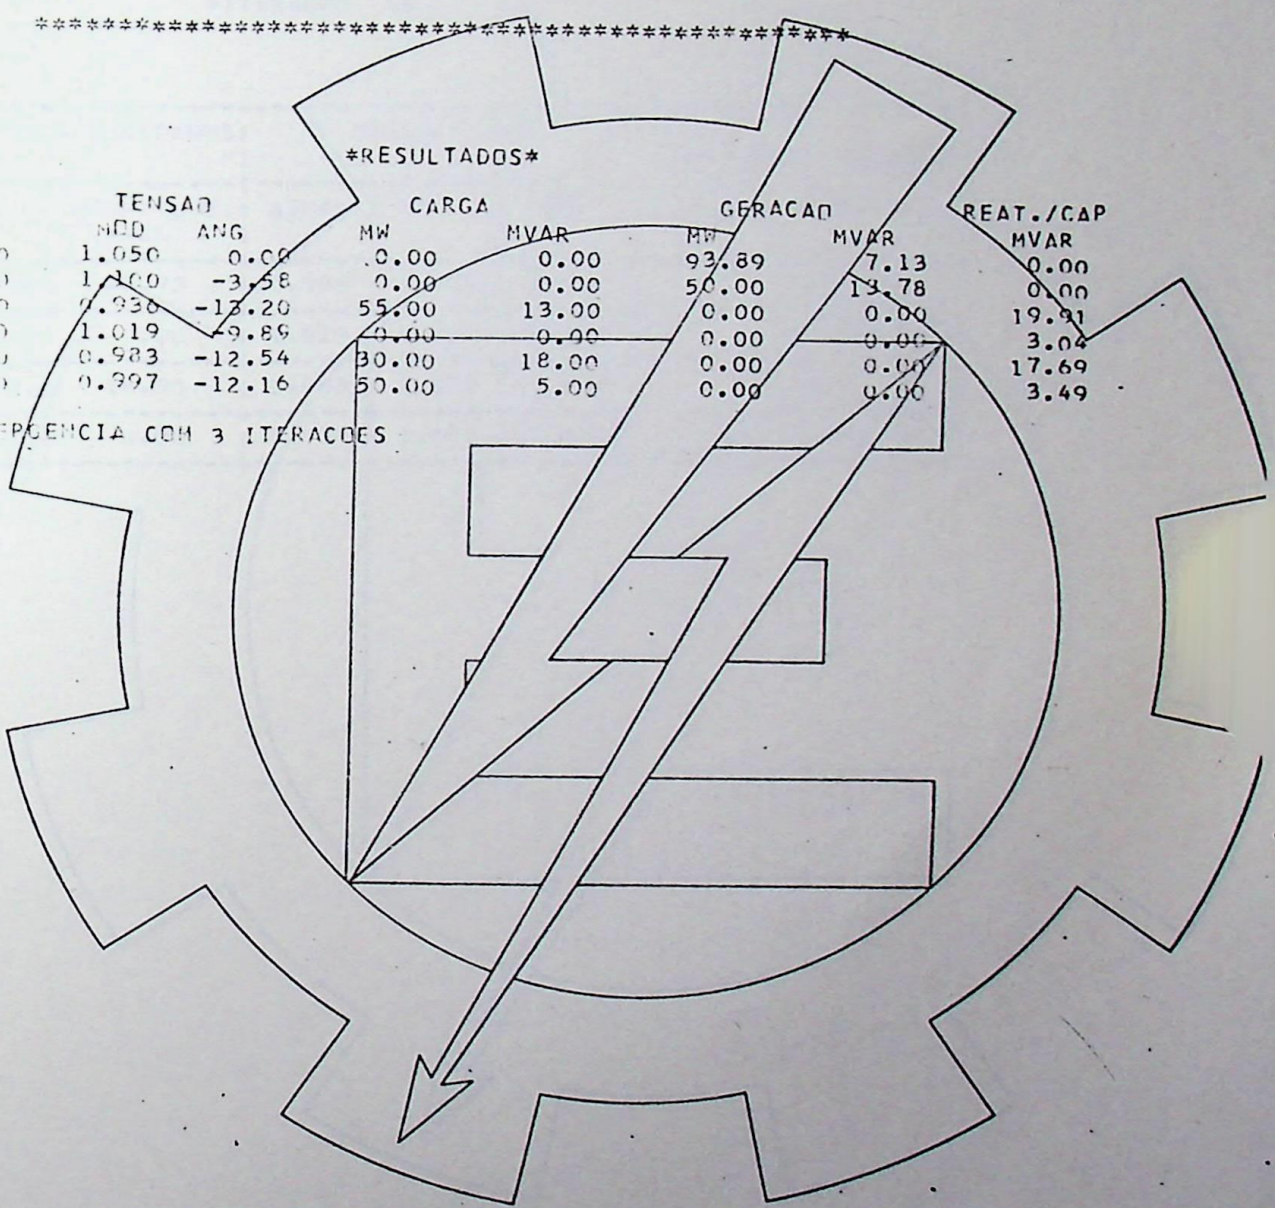 **********************************************************************
*RESULTADOS*
TENSAO CARGA GERACAO REAT./CAP
MOD ANG MW MVAR MW MVAR MVAR
1.050 0.00 0.00 0.00 93.89 7.13 0.00
1.100 -3.58 0.00 0.00 50.00 13.78 0.00
0.936 -13.20 55.00 13.00 0.00 0.00 19.91
1.019 -9.89 0.00 0.00 0.00 0.00 3.04
0.983 -12.54 30.00 18.00 0.00 0.00 17.69
0.997 -12.16 50.00 5.00 0.00 0.00 3.49
ERGENCIA COM 3 ITERACOES